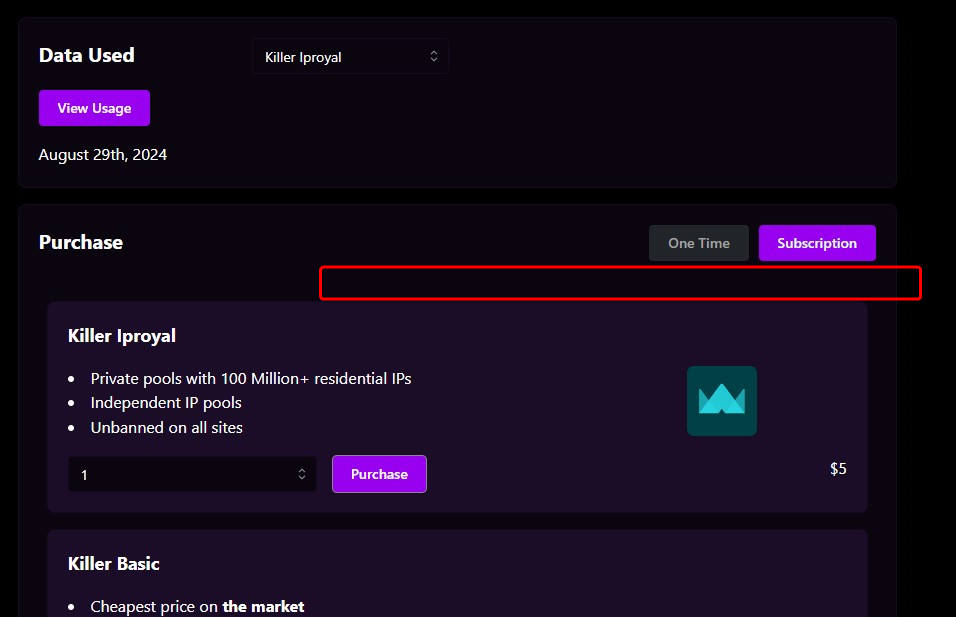 Data Used
Killer Iproyal
View Usage
August 29th, 2024
Purchase
One Time
Subscription
Killer Iproyal
Private pools with 100 Million+ residential IPs
Independent IP pools
Unbanned on all sites
1
Purchase
$5
Killer Basic
Cheapest price on the market